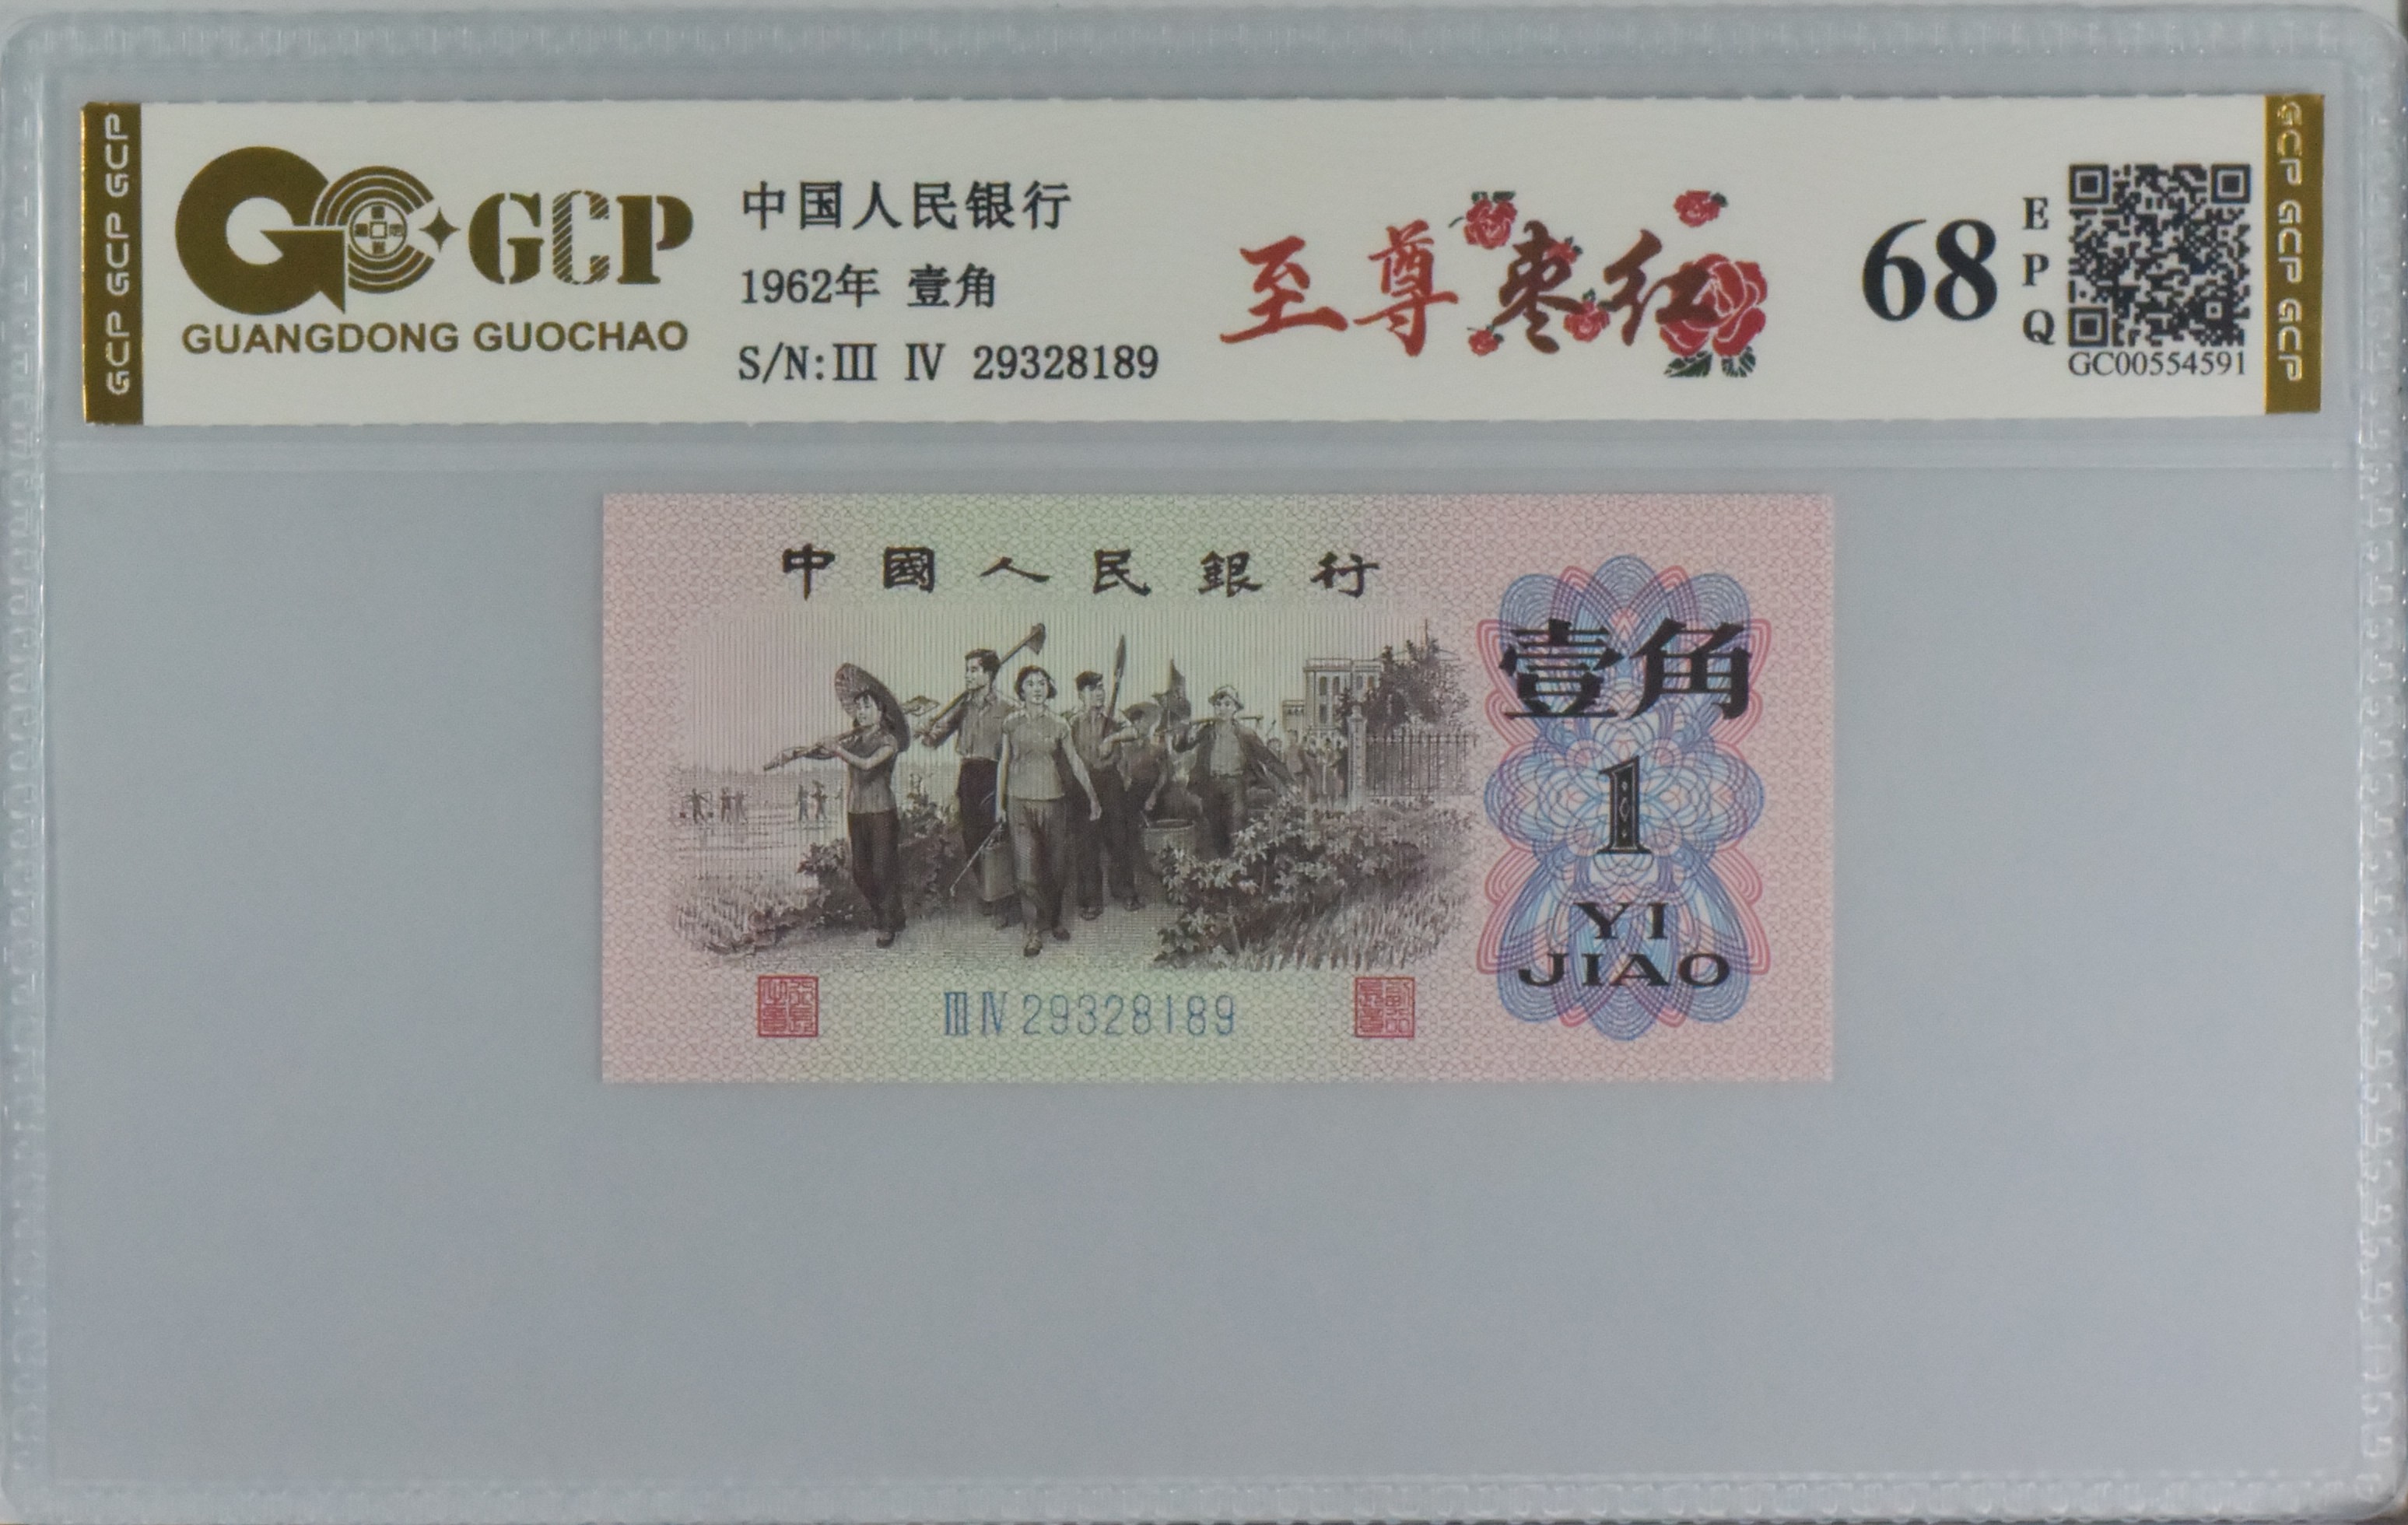 GCP GCP GCP
GCP
GUANGDONG GUOCHAO
中国人民银行
1962年 壹角
S/N:Ⅲ Ⅳ 29328189
至尊枣红
68
EPQ
GC00554591
GCP GCP GCP
中國人民銀行
壹角
1
YI
JIAO
ⅢⅣ 29328189